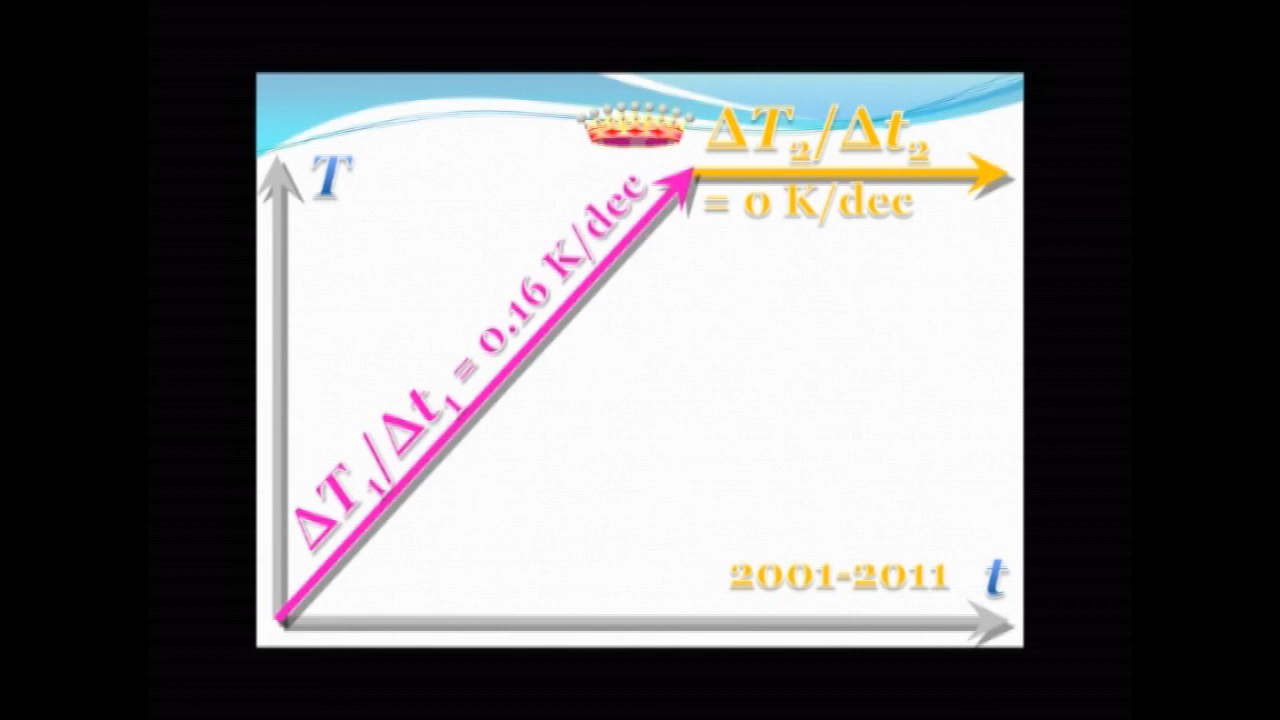 T
ΔT₁/Δt₁ = 0.16 K/dec
ΔT₂/Δt₂
= 0 K/dec
2001-2011
t